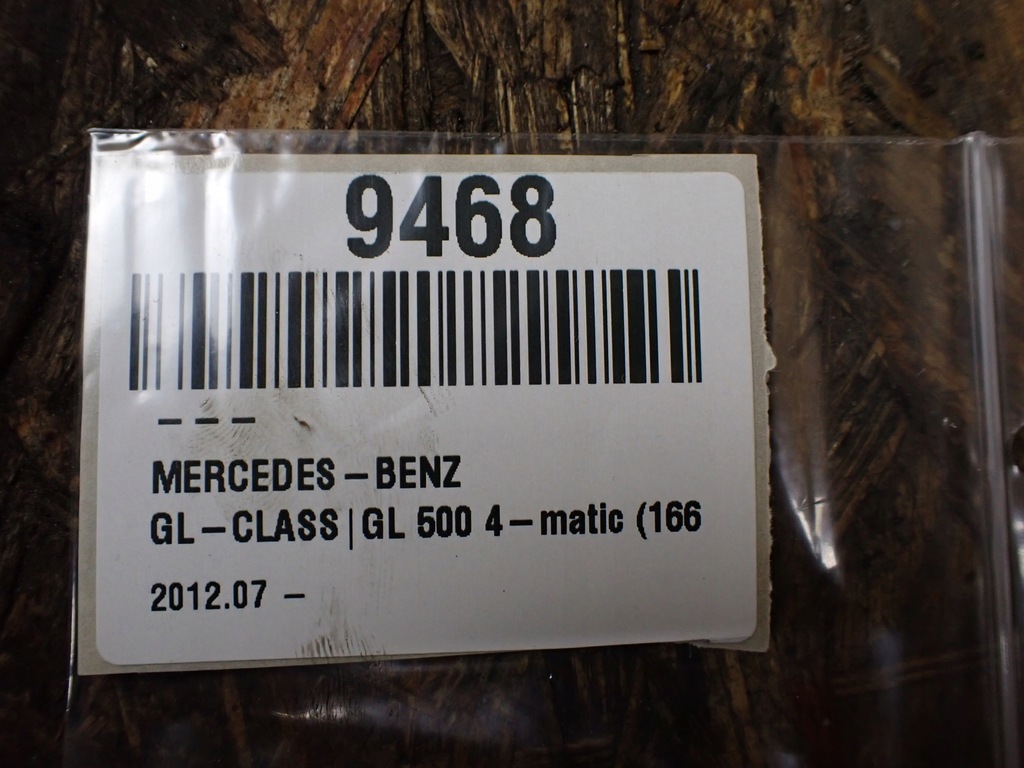 9468
– – –
MERCEDES – BENZ
GL – CLASS | GL 500 4 – matic (166
2012.07 –